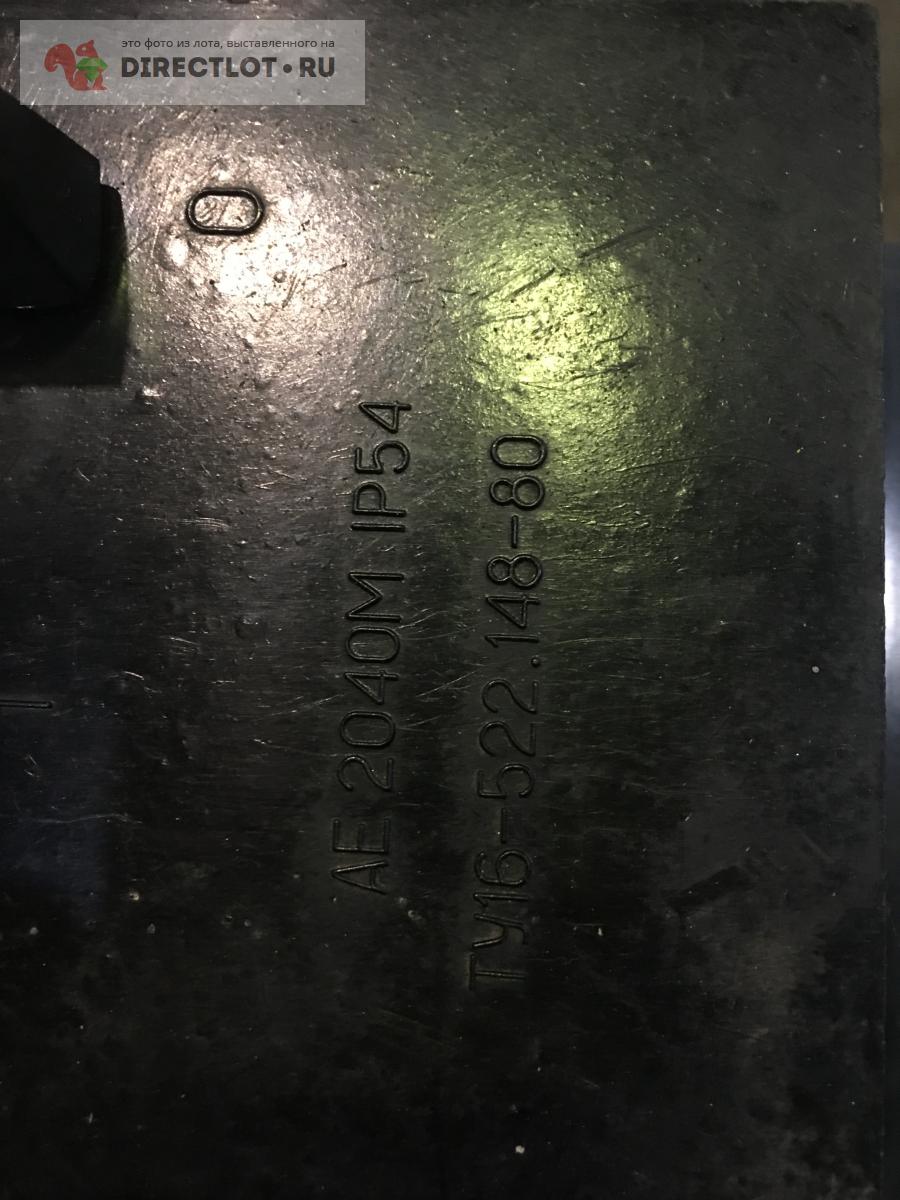 это фото из лота, выставленного на
DIRECTLOT•RU
0
АЕ 2040М IP54
ТУ16-522.148-80
I